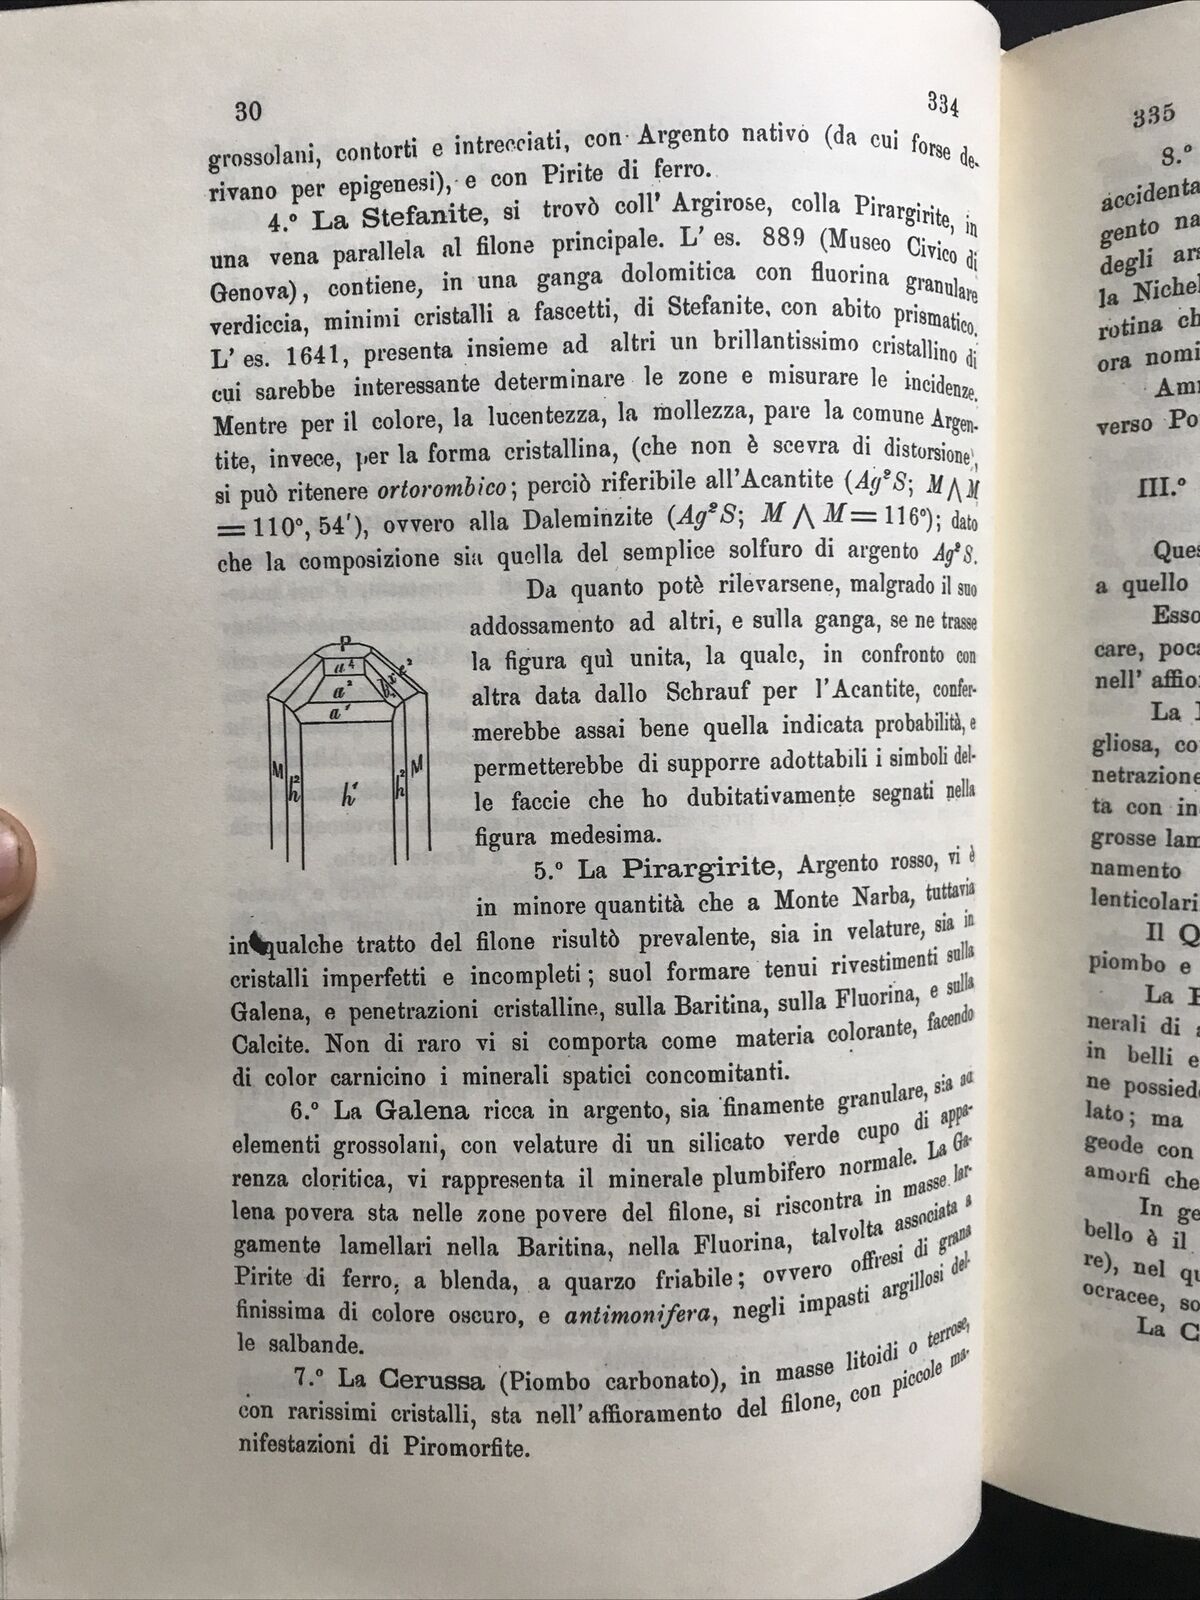 30
334
grossolani, contorti e intrecciati, con Argento nativo (da cui forse de-
rivano per epigenesi), e con Pirite di ferro.
4.º La Stefanite, si trovò coll' Argirose, colla Pirargirite, in
una vena parallela al filone principale. L' es. 889 (Museo Civico di
Genova), contiene, in una ganga dolomitica con fluorina granulare
verdiccia, minimi cristalli a fascetti, di Stefanite, con abito prismatico.
L' es. 1641, presenta insieme ad altri un brillantissimo cristallino di
cui sarebbe interessante determinare le zone e misurare le incidenze.
Mentre per il colore, la lucentezza, la mollezza, pare la comune Argen-
tite, invece, per la forma cristallina, (che non è scevra di distorsione),
si può ritenere ortorombico; perciò riferibile all'Acantite (Ag²S; M ⋀ M
= 110°, 54'), ovvero alla Daleminzite (Ag²S; M ⋀ M = 116°); dato
che la composizione sia quella del semplice solfuro di argento Ag²S.
Da quanto potè rilevarsene, malgrado il suo
addossamento ad altri, e sulla ganga, se ne trasse
la figura quì unita, la quale, in confronto con
altra data dallo Schrauf per l'Acantite, confer-
merebbe assai bene quella indicata probabilità, e
permetterebbe di supporre adottabili i simboli del-
le faccie che ho dubitativamente segnati nella
figura medesima.
P
a⁴
a²
a¹
e²
M
h²
h¹
h²
M
5.º La Pirargirite, Argento rosso, vi è
in minore quantità che a Monte Narba, tuttavia
in qualche tratto del filone risultò prevalente, sia in velature, sia in
cristalli imperfetti e incompleti; suol formare tenui rivestimenti sulla
Galena, e penetrazioni cristalline, sulla Baritina, sulla Fluorina, e sulla
Calcite. Non di raro vi si comporta come materia colorante, facendo
di color carnicino i minerali spatici concomitanti.
6.º La Galena ricca in argento, sia finamente granulare, sia ad
elementi grossolani, con velature di un silicato verde cupo di appa-
renza cloritica, vi rappresenta il minerale plumbifero normale. La Ga-
lena povera sta nelle zone povere del filone, si riscontra in masse lar-
gamente lamellari nella Baritina, nella Fluorina, talvolta associata a
Pirite di ferro, a blenda, a quarzo friabile; ovvero offresi di grana
finissima di colore oscuro, e antimonifera, negli impasti argillosi del-
le salbande.
7.º La Cerussa (Piombo carbonato), in masse litoidi o terrose,
con rarissimi cristalli, sta nell'affioramento del filone, con piccole ma-
nifestazioni di Piromorfite.
335
8.º
accidenta
gento na
degli ars
la Nichel
rotina ch
ora nomi
Am
verso Po
III.º
Ques
a quello
Esso
care, poca
nell' affio
La
gliosa, co
netrazione
ta con in
grosse lam
namento
lenticolari
Il Q
piombo e
La
nerali di
in belli e
ne possiede
lato; ma
geode con
amorfi che
In ge
bello è il
re), nel qu
ocracee, so
La C